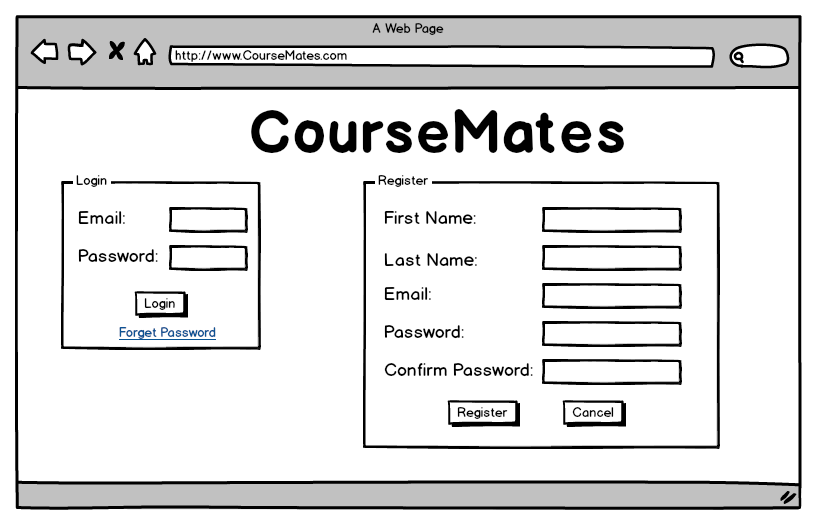 A Web Page
http://www.CourseMates.com
CourseMates
Login
Email:
Password:
Login
Forget Password
Register
First Name:
Last Name:
Email:
Password:
Confirm Password:
Register
Cancel